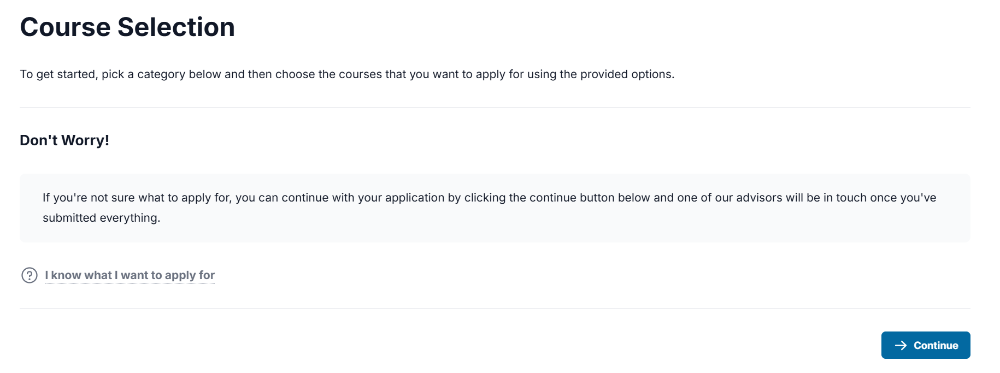 Course Selection
To get started, pick a category below and then choose the courses that you want to apply for using the provided options.
Don't Worry!
If you're not sure what to apply for, you can continue with your application by clicking the continue button below and one of our advisors will be in touch once you've
submitted everything.
I know what I want to apply for
Continue